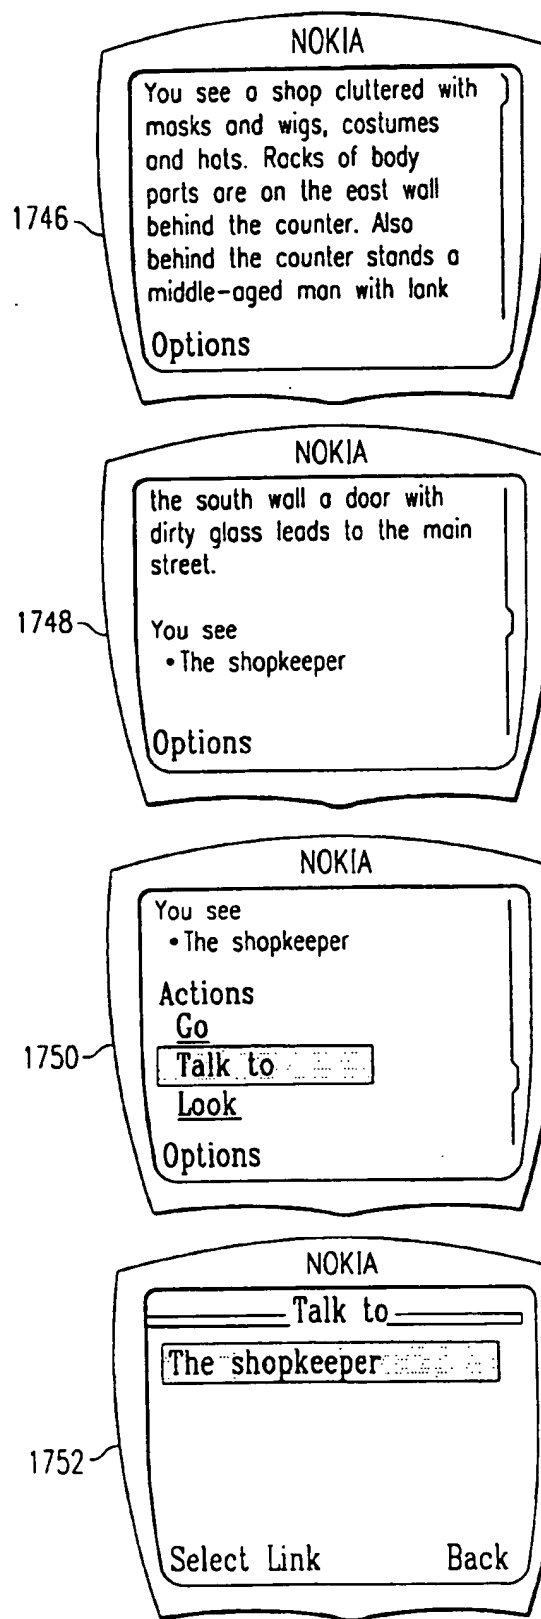 NOKIA
You see a shop cluttered with
masks and wigs, costumes
and hats. Racks of body
parts are on the east wall
1746
behind the counter. Also
behind the counter stands a
middle-aged man with lank
Options
NOKIA
the south wall a door with
dirty glass leads to the main
street.
1748
You see
• The shopkeeper
Options
NOKIA
You see
• The shopkeeper
Actions
Go
1750
Talk to
Look
Options
NOKIA
Talk to
The shopkeeper
1752
Select Link Back